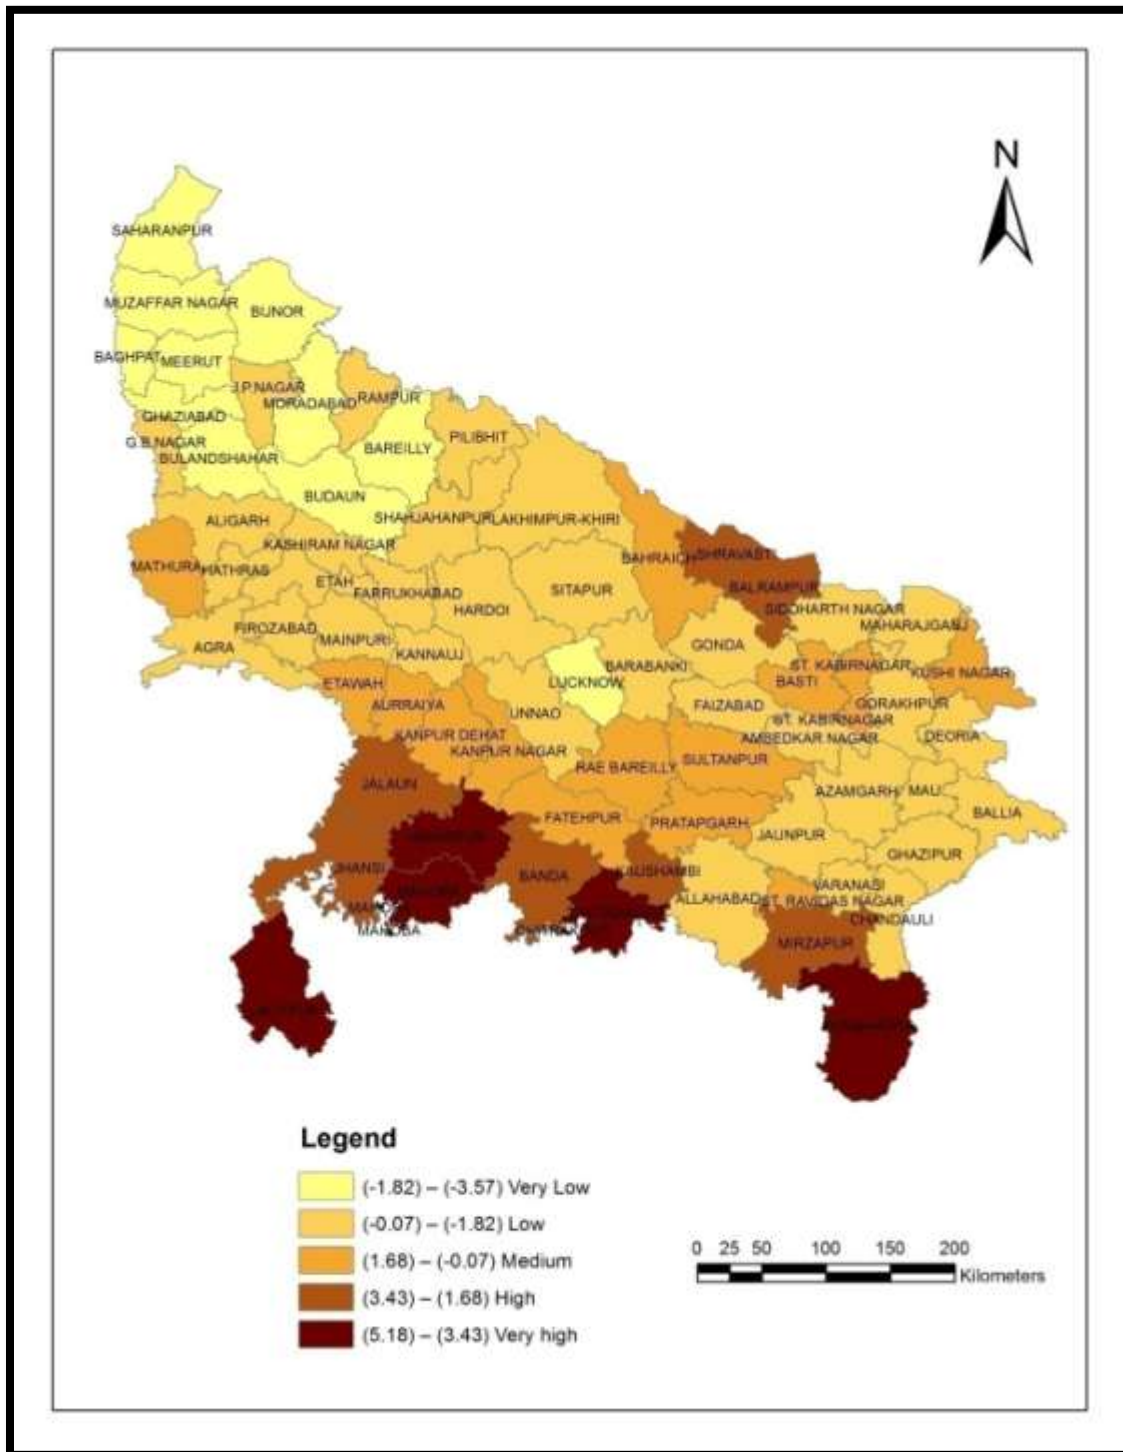 N
SAHARANPUR
MUZAFFAR NAGAR
BIJNOR
BAGHPAT
MEERUT
J.P.NAGAR
MORADABAD
RAMPUR
GHAZIABAD
G.B.NAGAR
BULANDSHAHAR
BAREILLY
PILIBHIT
BUDAUN
SHAHJAHANPUR
LAKHIMPUR-KHIRI
ALIGARH
KASHIRAM NAGAR
MATHURA
HATHRAS
ETAH
FARRUKHABAD
HARDOI
SITAPUR
BAHRAICH
SHRAVASTI
BALRAMPUR
SIDDHARTH NAGAR
MAHARAJGANJ
AGRA
FIROZABAD
MAINPURI
KANNAUJ
LUCKNOW
BARABANKI
GONDA
BASTI
ST. KABIRNAGAR
KUSHI NAGAR
GORAKHPUR
ETAWAH
AURRAIYA
UNNAO
FAIZABAD
ST. KABIRNAGAR
AMBEDKAR NAGAR
DEORIA
KANPUR DEHAT
KANPUR NAGAR
RAE BAREILLY
SULTANPUR
AZAMGARH
MAU
BALLIA
JALAUN
FATEHPUR
PRATAPGARH
JAUNPUR
GHAZIPUR
JHANSI
BANDA
KAUSHAMBI
ALLAHABAD
VARANASI
ST. RAVIDAS NAGAR
CHANDAULI
MAHOBA
MIRZAPUR
Legend
(-1.82) – (-3.57) Very Low
(-0.07) – (-1.82) Low
(1.68) – (-0.07) Medium
(3.43) – (1.68) High
(5.18) – (3.43) Very high
0 25 50 100 150 200
Kilometers